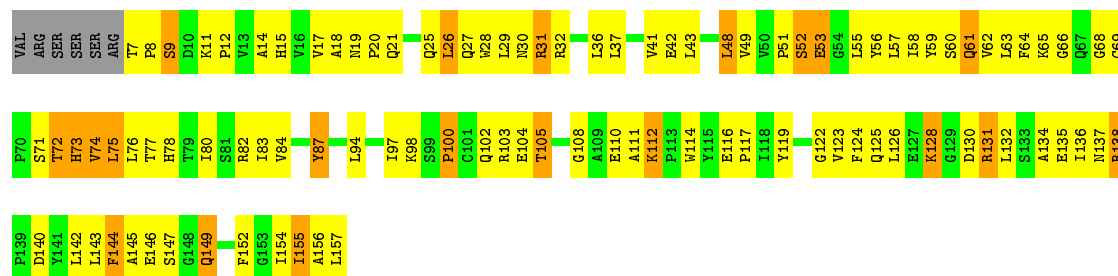 VAL ARG SER SER SER ARG T7 P8 S9 D10 K11 P12 V13 A14 H15 V16 V17 A18 N19 P20 Q21 Q25 L26 Q27 W28 L29 N30 R31 R32 L36 L37 V41 E42 L43 L48 V49 V50 P51 S52 E53 G54 L55 Y56 L57 I58 Y59 S60 Q61 V62 L63 F64 K65 G66 Q67 G68 C69
P70 S71 T72 H73 V74 L75 L76 T77 H78 T79 I80 S81 R82 I83 V84 Y87 L94 I97 K98 S99 P100 C101 Q102 R103 E104 T105 G108 A109 E110 A111 K112 P113 W114 Y115 E116 P117 I118 Y119 G122 V123 F124 Q125 L126 E127 K128 G129 D130 R131 L132 S133 A134 E135 I136 N137 R138
P139 D140 Y141 L142 L143 F144 A145 E146 S147 G148 Q149 F152 G153 I154 I155 A156 L157